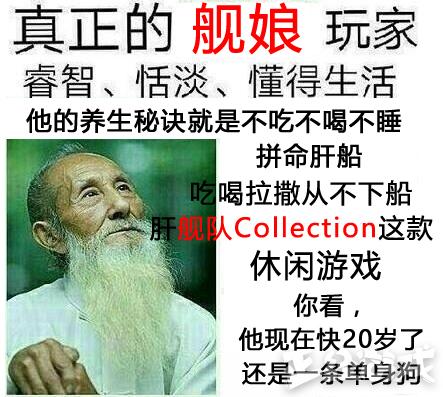 真正的 舰娘 玩家
睿智、恬淡、懂得生活
他的养生秘诀就是不吃不喝不睡
拼命肝船
吃喝拉撒从不下船
肝舰队Collection这款
休闲游戏
你看，
他现在快20岁了
还是一条单身狗